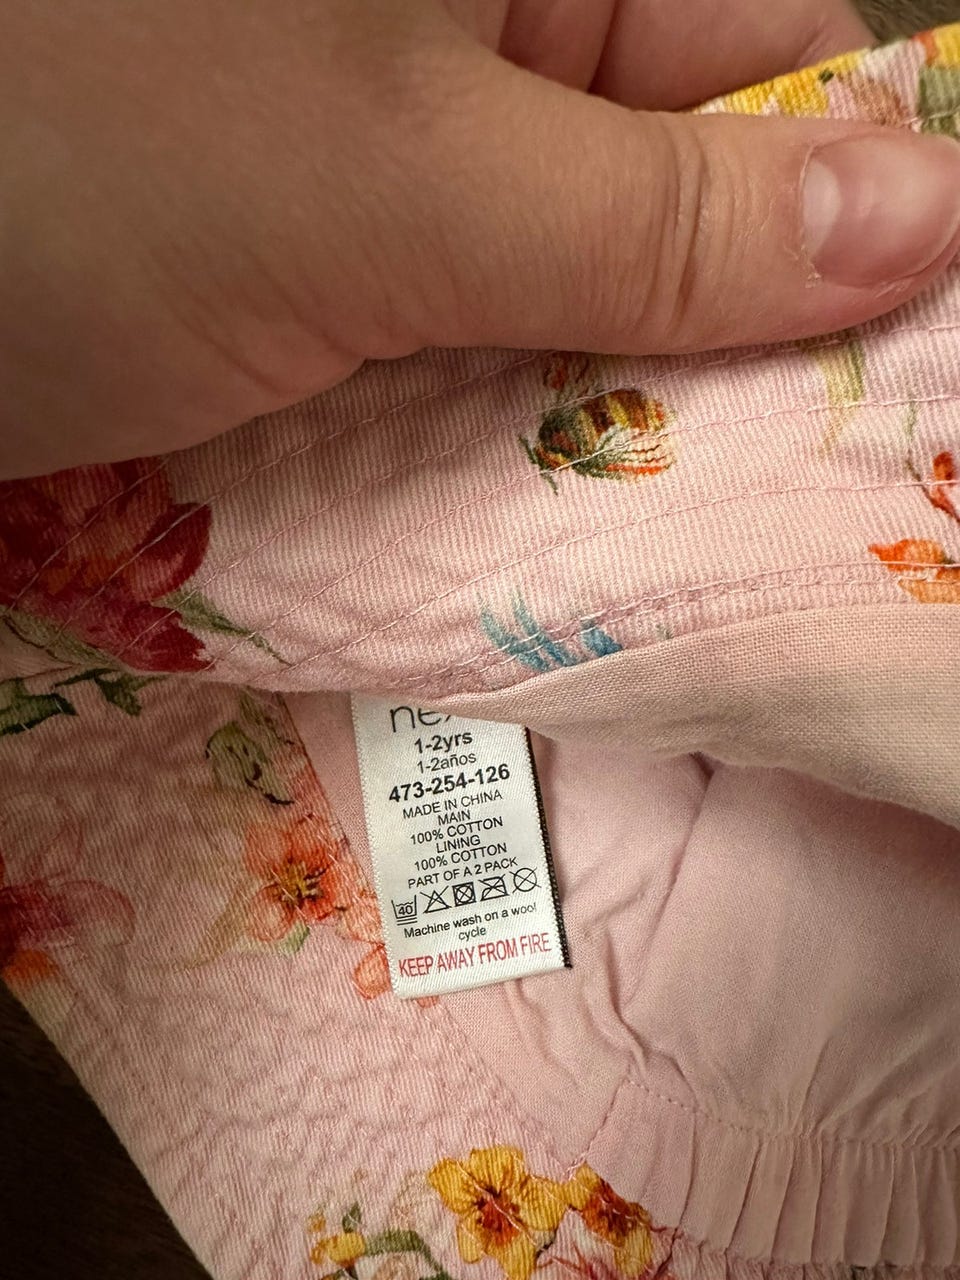 1-2yrs
1-2años
473-254-126
MADE IN CHINA
MAIN
100% COTTON
LINING
100% COTTON
PART OF A 2 PACK
40
Machine wash on a wool
cycle
KEEP AWAY FROM FIRE